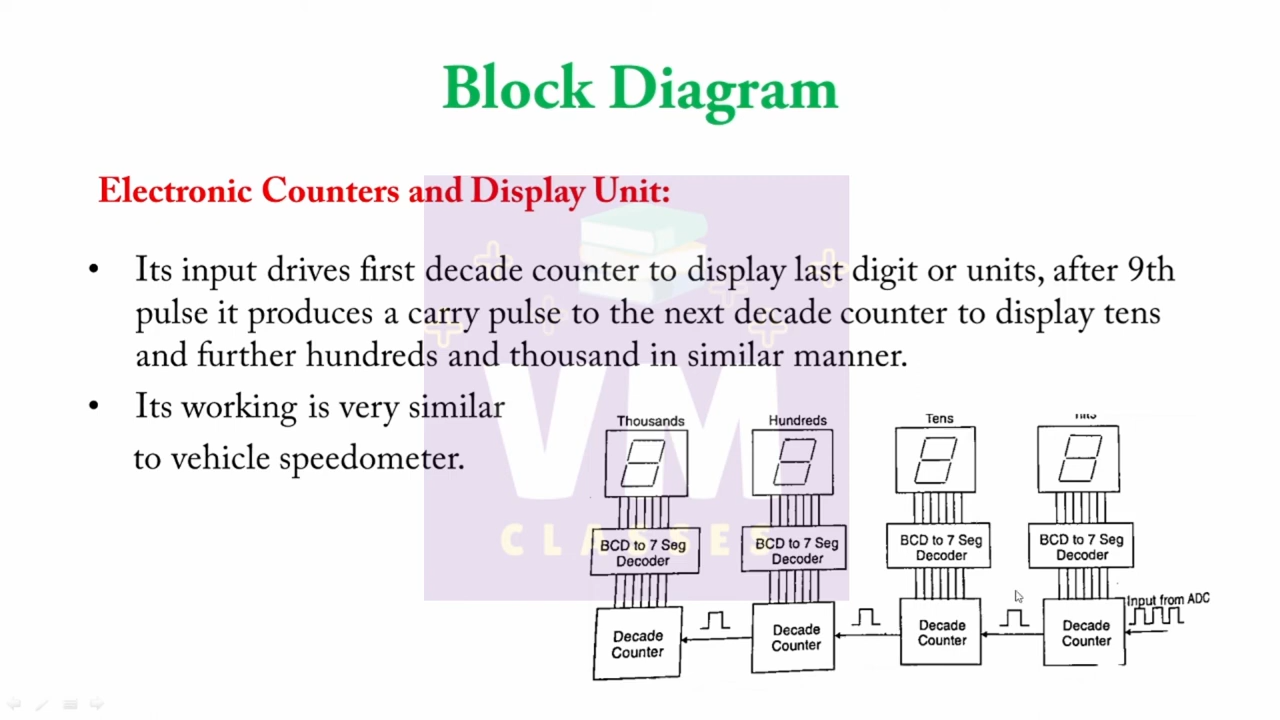 Block Diagram
Electronic Counters and Display Unit:
• Its input drives first decade counter to display last digit or units, after 9th
pulse it produces a carry pulse to the next decade counter to display tens
and further hundreds and thousand in similar manner.
• Its working is very similar
to vehicle speedometer.
VM
CLASSES
Thousands
Hundreds
Tens
BCD to 7 Seg
Decoder
BCD to 7 Seg
Decoder
BCD to 7 Seg
Decoder
BCD to 7 Seg
Decoder
Input from ADC
Decade
Counter
Decade
Counter
Decade
Counter
Decade
Counter